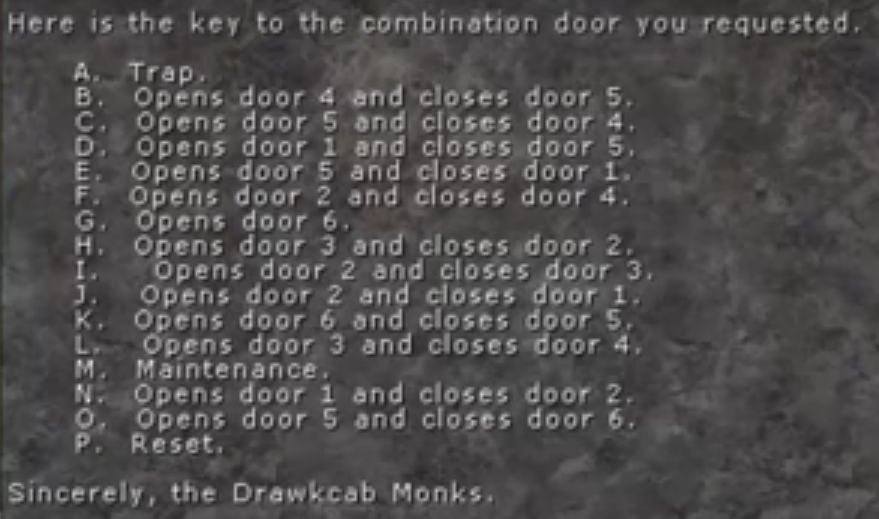 Here is the key to the combination door you requested.
A. Trap.
B. Opens door 4 and closes door 5.
C. Opens door 5 and closes door 4.
D. Opens door 1 and closes door 5.
E. Opens door 5 and closes door 1.
F. Opens door 2 and closes door 4.
G. Opens door 6.
H. Opens door 3 and closes door 2.
I. Opens door 2 and closes door 3.
J. Opens door 2 and closes door 1.
K. Opens door 6 and closes door 5.
L. Opens door 3 and closes door 4.
M. Maintenance.
N. Opens door 1 and closes door 2.
O. Opens door 5 and closes door 6.
P. Reset.
Sincerely, the Drawkcab Monks.